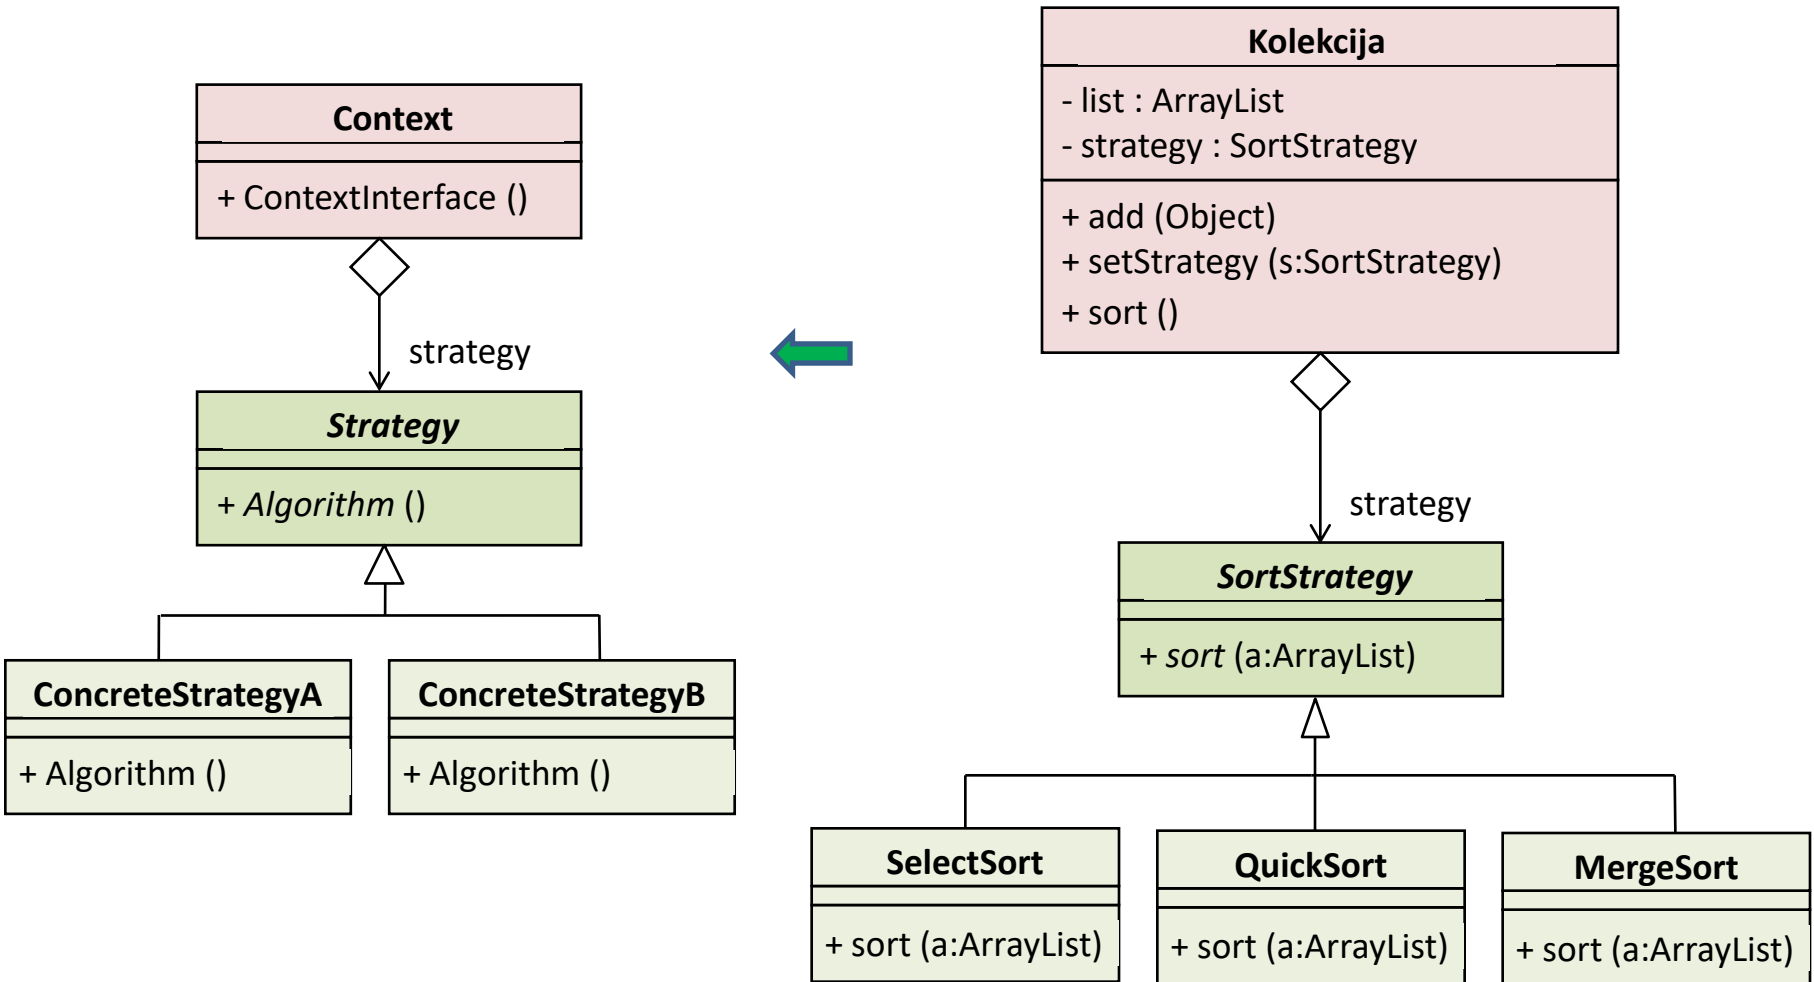 Context
+ ContextInterface ()
strategy
Strategy
+ Algorithm ()
ConcreteStrategyA
+ Algorithm ()
ConcreteStrategyB
+ Algorithm ()
Kolekcija
- list : ArrayList
- strategy : SortStrategy
+ add (Object)
+ setStrategy (s:SortStrategy)
+ sort ()
strategy
SortStrategy
+ sort (a:ArrayList)
SelectSort
+ sort (a:ArrayList)
QuickSort
+ sort (a:ArrayList)
MergeSort
+ sort (a:ArrayList)